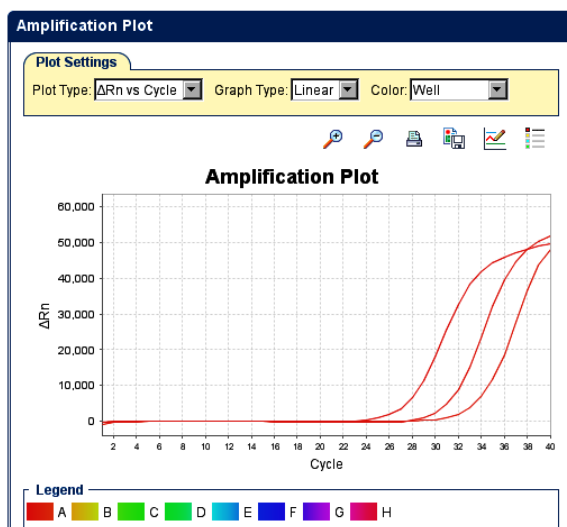 Amplification Plot
Plot Settings
Plot Type: ΔRn vs Cycle Graph Type: Linear Color: Well
Amplification Plot
60,000
50,000
40,000
30,000
20,000
10,000
0
ΔRn
2 4 6 8 10 12 14 16 18 20 22 24 26 28 30 32 34 36 38 40
Cycle
Legend
A B C D E F G H